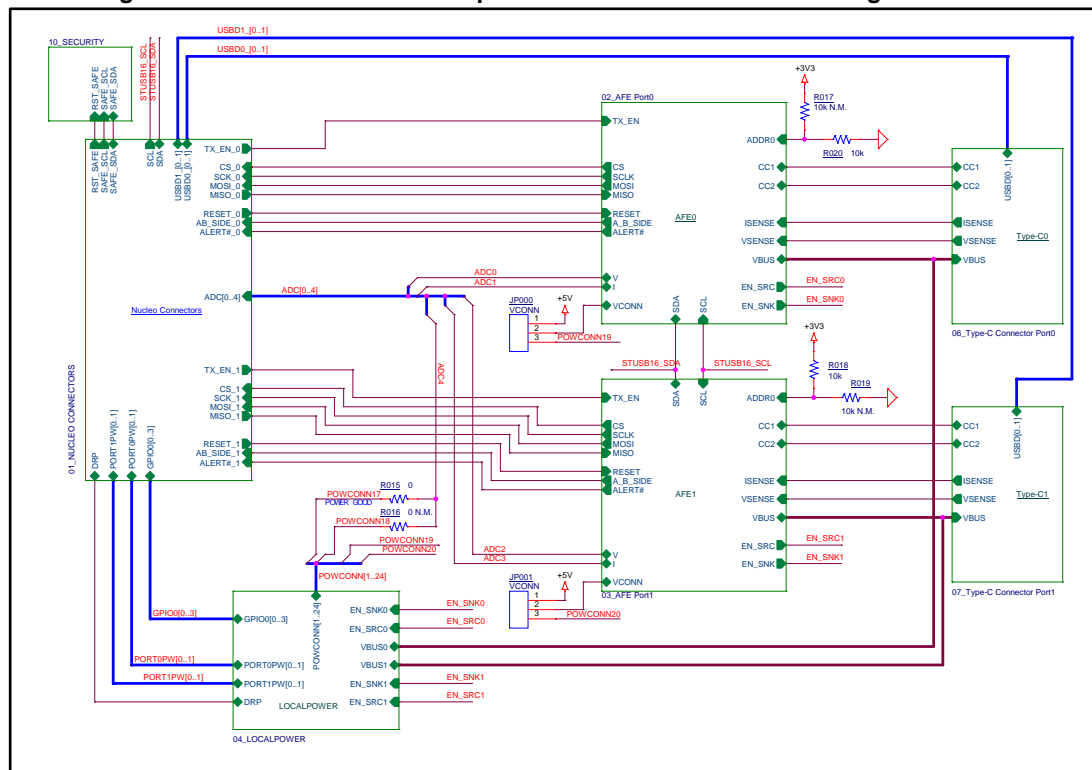 USBD1_[0..1]
USBD0_[0..1]
10_SECURITY
RST_SAFE
SAFE_SCL
SAFE_SDA
STUSB16_SCL
STUSB16_SDA
RST_SAFE
SAFE_SCL
SAFE_SDA
SCL
SDA
USBD1_[0..1]
USBD0_[0..1]
TX_EN_0
CS_0
SCK_0
MOSI_0
MISO_0
RESET_0
AB_SIDE_0
ALERT#_0
ADC[0..4]
ADC[0..4]
Nucleo Connectors
TX_EN_1
CS_1
SCK_1
MOSI_1
MISO_1
RESET_1
AB_SIDE_1
ALERT#_1
01_NUCLEO CONNECTORS
DRP
PORT1PW[0..1]
PORT0PW[0..1]
GPIO0[0..3]
ADC0
ADC1
ADC4
ADC2
ADC3
02_AFE Port0
TX_EN
CS
SCLK
MOSI
MISO
RESET
A_B_SIDE
ALERT#
AFE0
V
I
VCONN
SDA
SCL
ADDR0
CC1
CC2
ISENSE
VSENSE
VBUS
EN_SRC
EN_SNK
EN_SRC0
EN_SNK0
+3V3
R017
10k N.M.
R020 10k
USBD[0..1]
CC1
CC2
ISENSE
VSENSE
Type-C0
VBUS
06_Type-C Connector Port0
JP000
VCONN
+5V
1
2
3
POWCONN19
STUSB16_SDA
STUSB16_SCL
+3V3
R018
10k
R019
10k N.M.
SDA
SCL
TX_EN
CS
SCLK
MOSI
MISO
RESET
A_B_SIDE
ALERT#
AFE1
V
I
VCONN
ADDR0
CC1
CC2
ISENSE
VSENSE
VBUS
EN_SRC
EN_SNK
EN_SRC1
EN_SNK1
03_AFE Port1
USBD[0..1]
CC1
CC2
ISENSE
VSENSE
Type-C1
VBUS
07_Type-C Connector Port1
JP001
VCONN
+5V
1
2
3
POWCONN20
R015 0
POWCONN17
POWER GOOD
R016 0 N.M.
POWCONN18
POWCONN19
POWCONN20
POWCONN[1..24]
POWCONN[1..24]
GPIO0[0..3]
GPIO0[0..3]
PORT0PW[0..1]
PORT0PW[0..1]
PORT1PW[0..1]
PORT1PW[0..1]
DRP
LOCALPOWER
EN_SNK0
EN_SRC0
VBUS0
VBUS1
EN_SNK1
EN_SRC1
EN_SNK0
EN_SRC0
EN_SNK1
EN_SRC1
04_LOCALPOWER